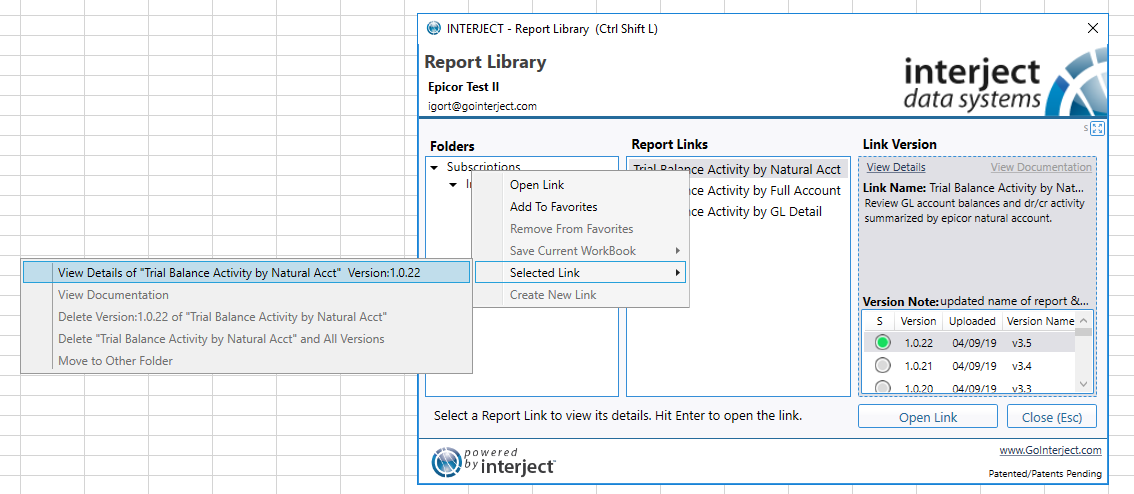 INTERJECT - Report Library (Ctrl Shift L)
Report Library
Epicor Test II
igort@gointerject.com
interject
data systems
S
Folders
Subscriptions
Report Links
Trial Balance Activity by Natural Acct
ce Activity by Full Account
ce Activity by GL Detail
Link Version
View Details
View Documentation
Link Name: Trial Balance Activity by Nat...
Review GL account balances and dr/cr activity
summarized by epicor natural account.
Version Note: updated name of report &...
S Version Uploaded Version Name
1.0.22 04/09/19 v3.5
1.0.21 04/09/19 v3.4
1.0.20 04/09/19 v3.3
Open Link
Add To Favorites
Remove From Favorites
Save Current WorkBook
Selected Link
Create New Link
View Details of "Trial Balance Activity by Natural Acct" Version:1.0.22
View Documentation
Delete Version:1.0.22 of "Trial Balance Activity by Natural Acct"
Delete "Trial Balance Activity by Natural Acct" and All Versions
Move to Other Folder
Select a Report Link to view its details. Hit Enter to open the link.
Open Link
Close (Esc)
powered
by interject™
www.GoInterject.com
Patented/Patents Pending